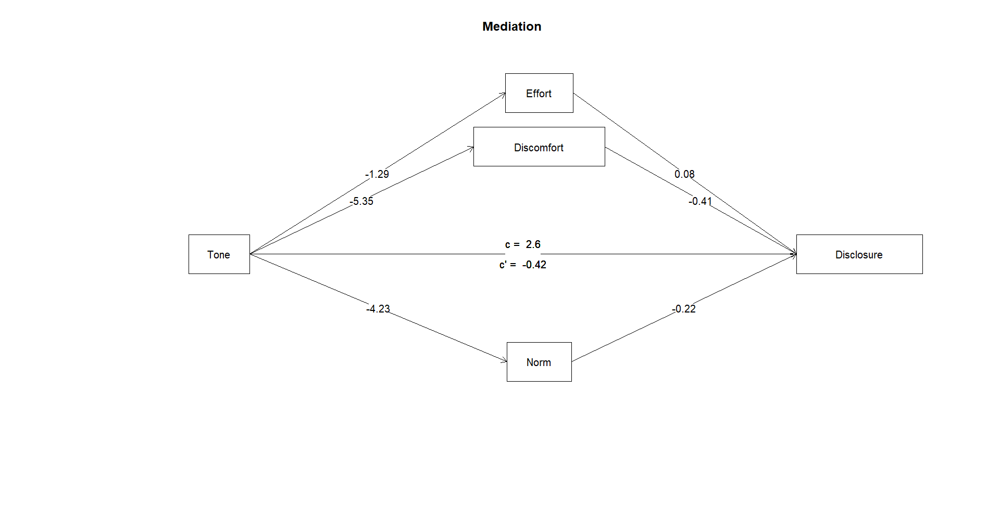 Mediation
Effort
Discomfort
-1.29
0.08
-5.35
-0.41
c =  2.6
Tone
Disclosure
c' =  -0.42
-4.23
-0.22
Norm